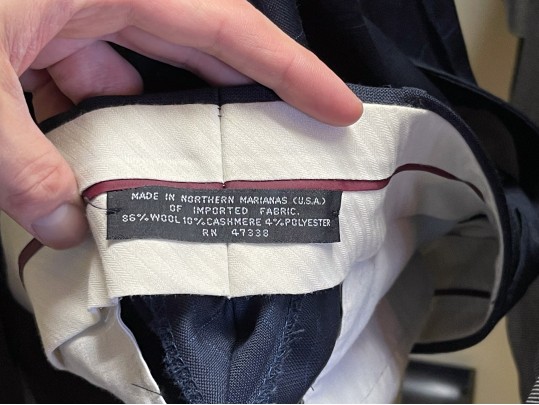 MADE IN NORTHERN MARIANAS (U.S.A.)
OF IMPORTED FABRIC.
86% WOOL 10% CASHMERE 4% POLYESTER
RN 47338